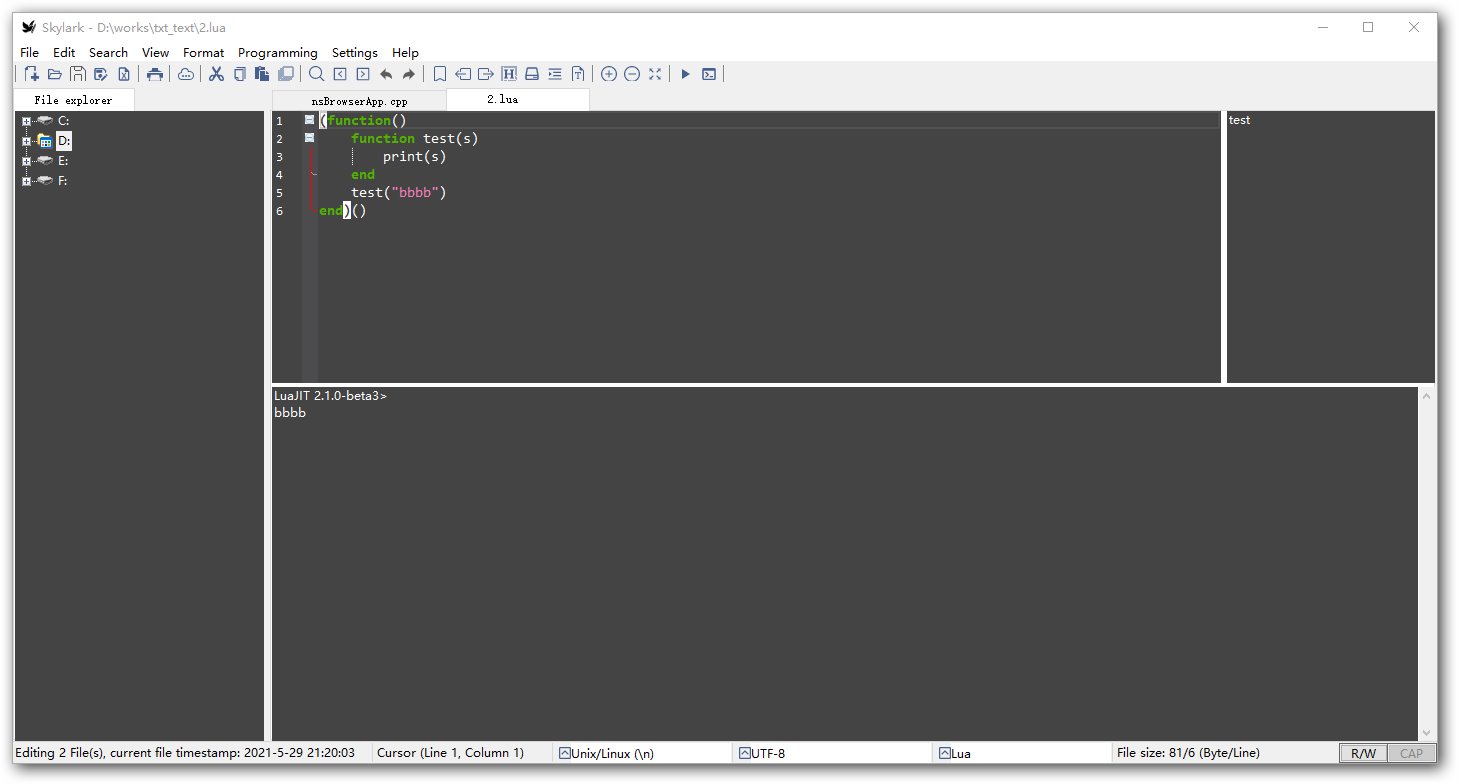 Skylark - D:\works\txt_text\2.lua
File Edit Search View Format Programming Settings Help
File explorer
nsBrowserApp.cpp
2.lua
C:
D:
E:
F:
1 (function()
2 function test(s)
3 print(s)
4 end
5 test("bbbb")
6 end)()
test
LuaJIT 2.1.0-beta3>
bbbb
Editing 2 File(s), current file timestamp: 2021-5-29 21:20:03 Cursor (Line 1, Column 1) Unix/Linux (\n) UTF-8 Lua File size: 81/6 (Byte/Line) R/W CAP